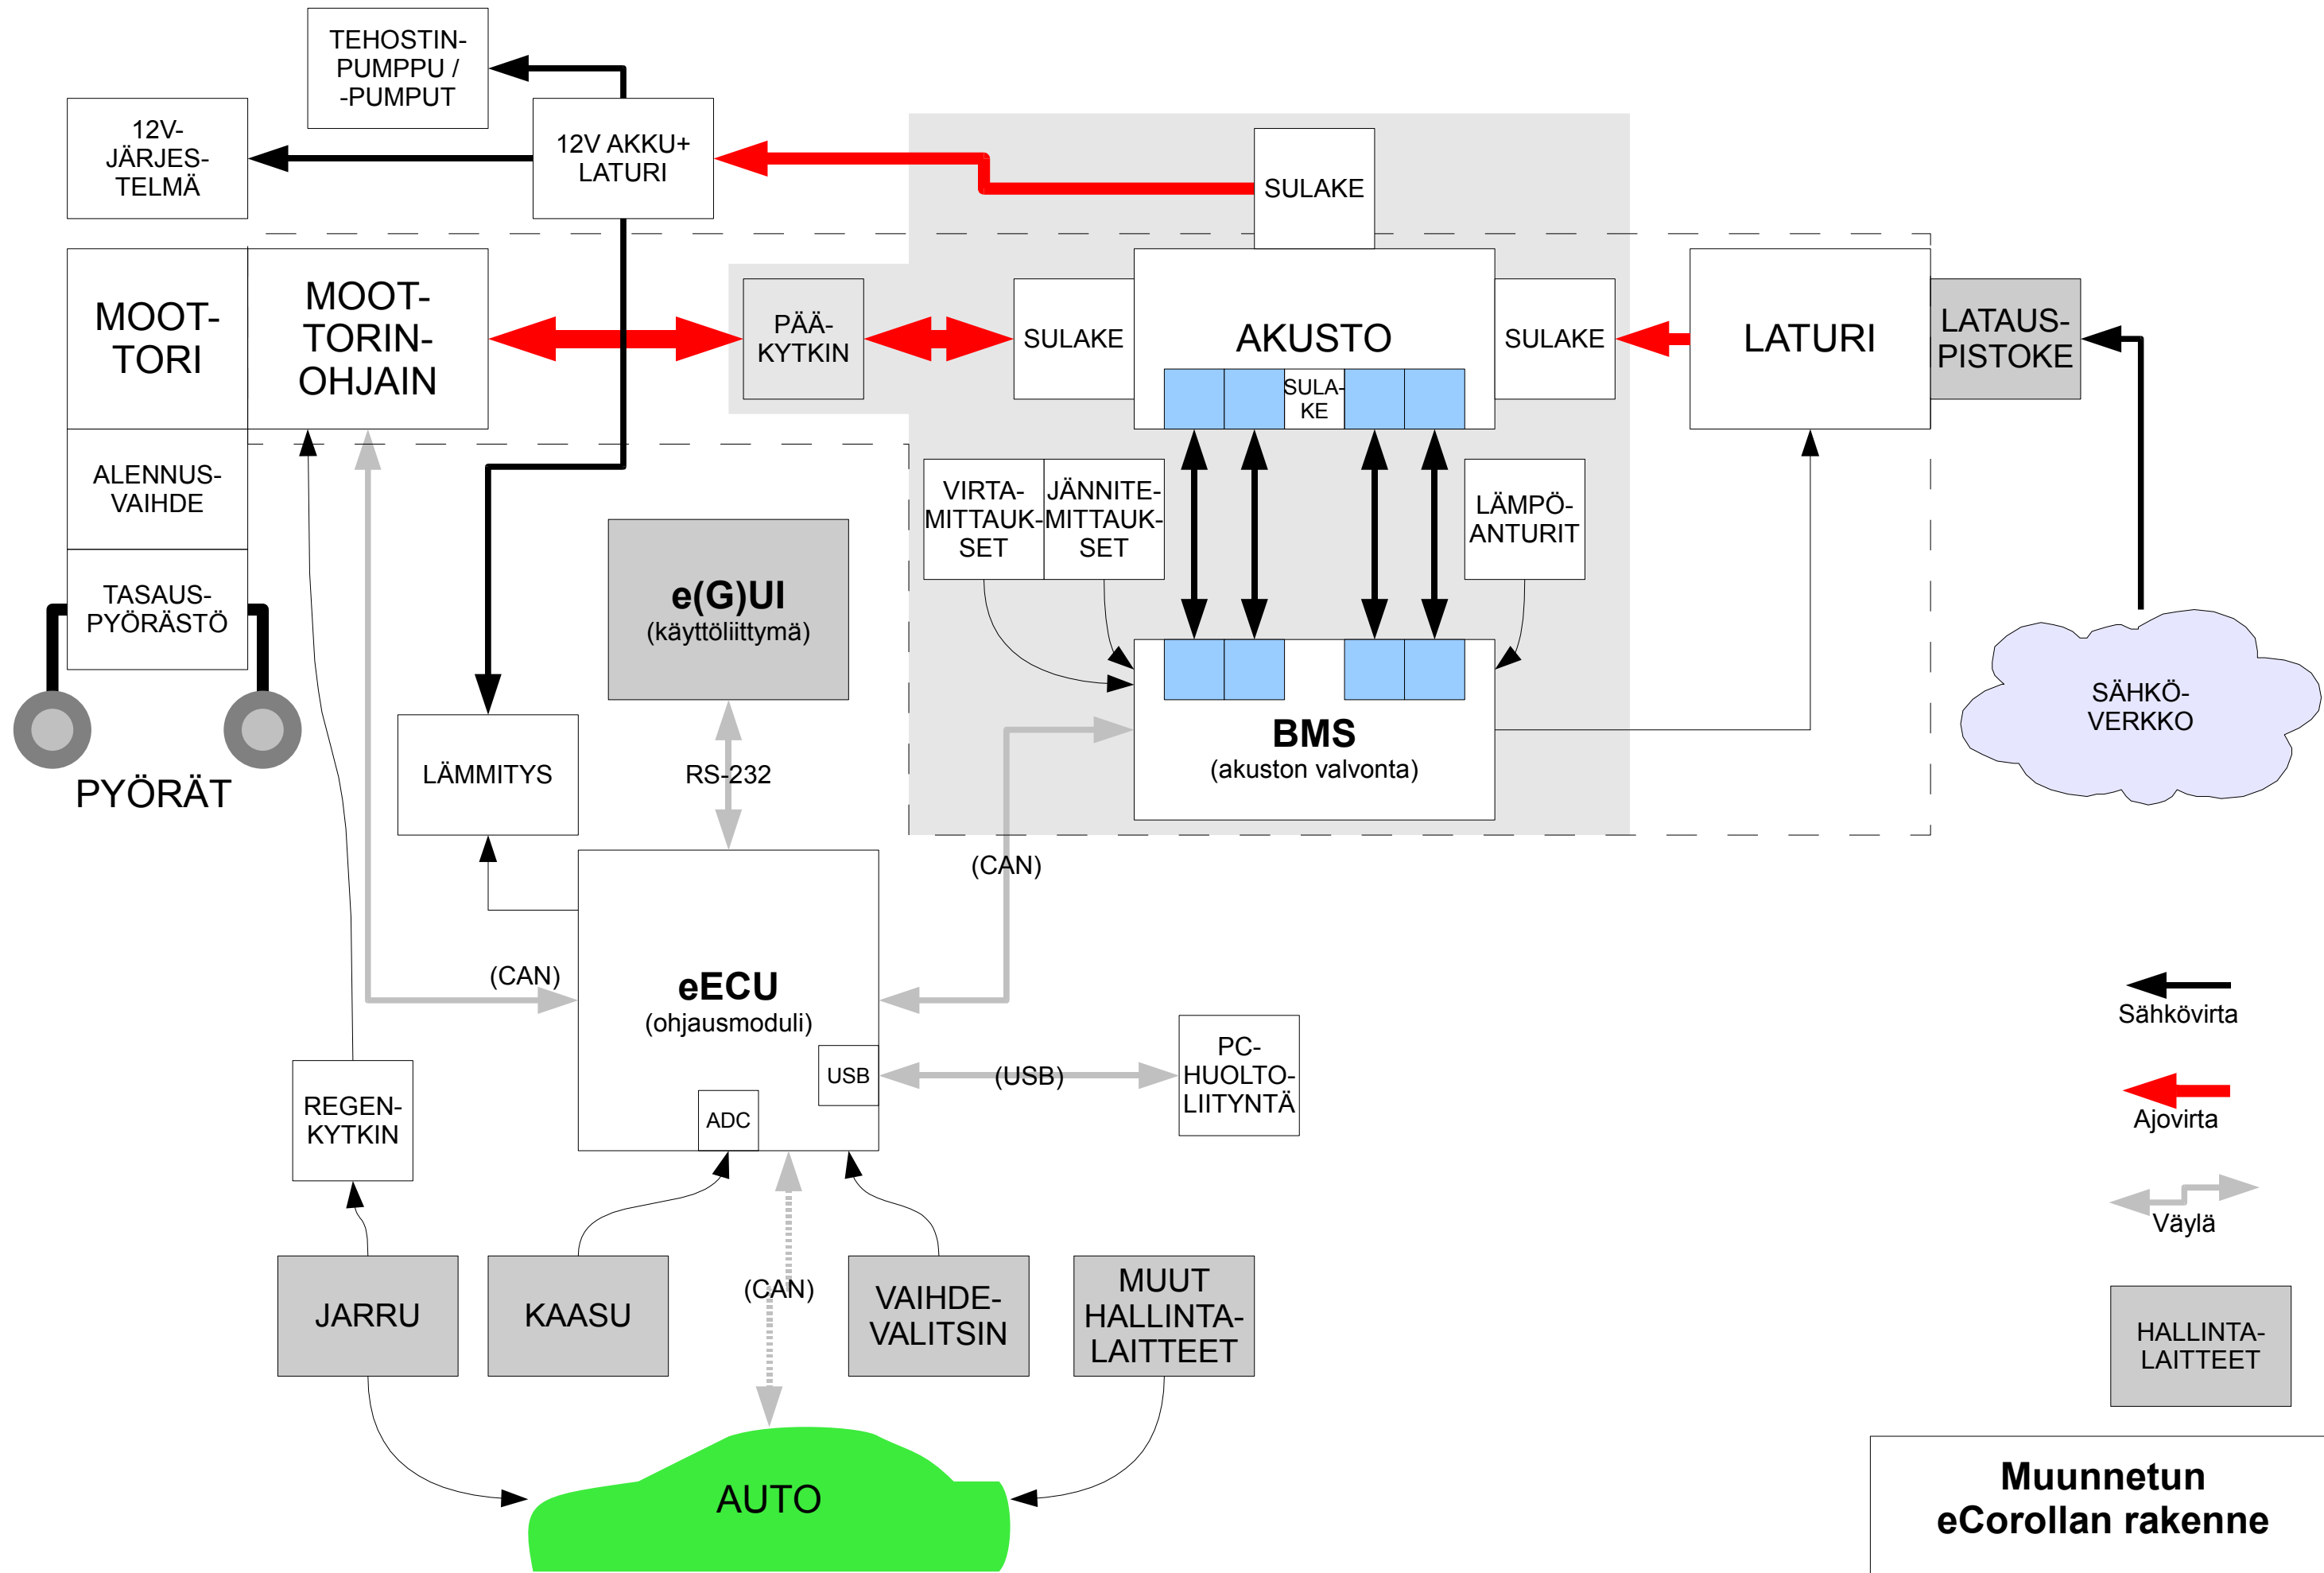 TEHOSTIN-
PUMPPU /
-PUMPUT
12V-
JÄRJES-
TELMÄ
12V AKKU+
LATURI
SULAKE
MOOT-
TORI
MOOT-
TORIN-
OHJAIN
PÄÄ-
KYTKIN
SULAKE
AKUSTO
SULA-
KE
SULAKE
LATURI
LATAUS-
PISTOKE
ALENNUS-
VAIHDE
VIRTA-
MITTAUK-
SET
JÄNNITE-
MITTAUK-
SET
LÄMPÖ-
ANTURIT
TASAUS-
PYÖRÄSTÖ
e(G)UI
(käyttöliittymä)
PYÖRÄT
LÄMMITYS
RS-232
BMS
(akuston valvonta)
SÄHKÖ-
VERKKO
(CAN)
(CAN)
eECU
(ohjausmoduli)
USB
ADC
(USB)
PC-
HUOLTO-
LIITYNTÄ
REGEN-
KYTKIN
JARRU
KAASU
(CAN)
VAIHDE-
VALITSIN
MUUT
HALLINTA-
LAITTEET
AUTO
Sähkövirta
Ajovirta
Väylä
HALLINTA-
LAITTEET
Muunnetun
eCorollan rakenne